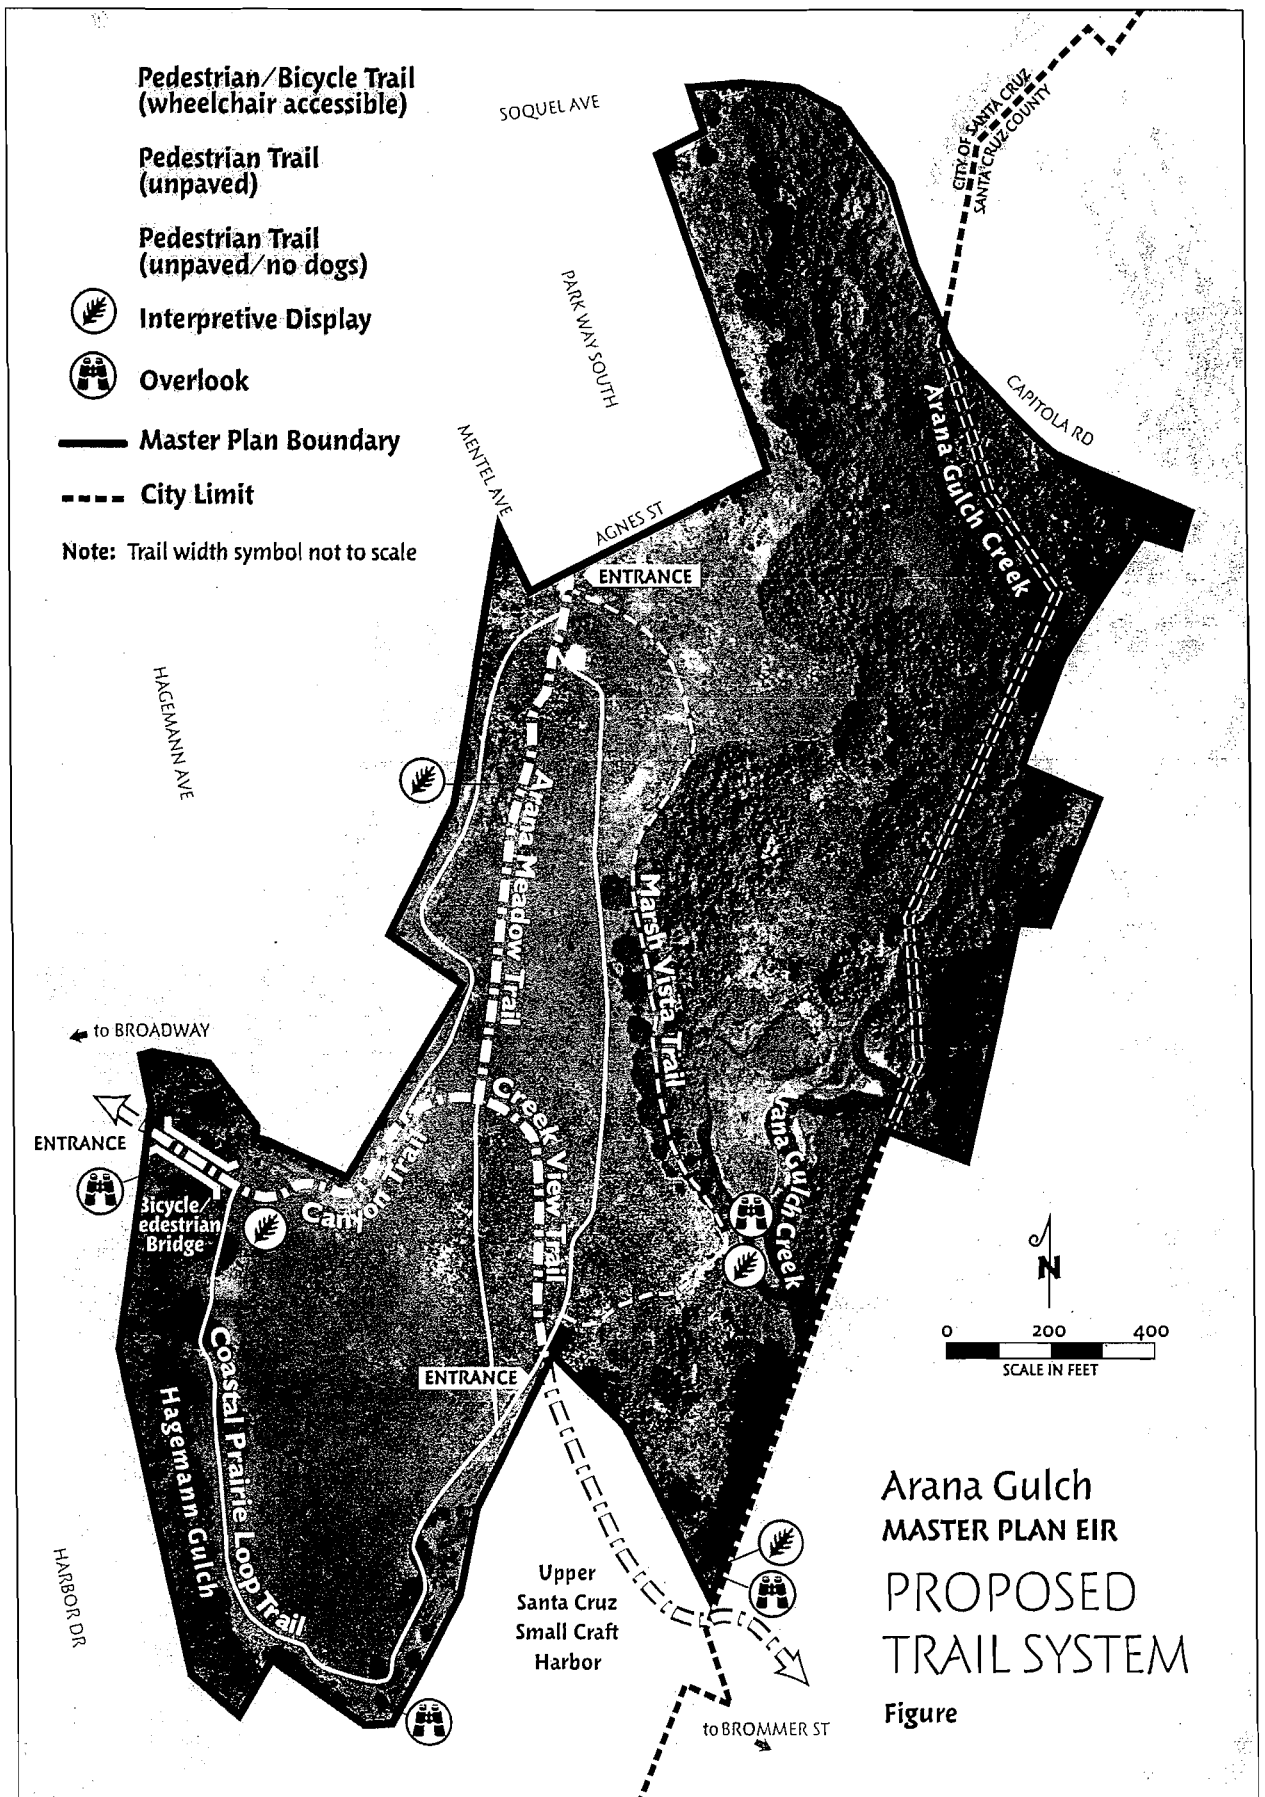 Pedestrian/Bicycle Trail
(wheelchair accessible)
Pedestrian Trail
(unpaved)
Pedestrian Trail
(unpaved/no dogs)
Interpretive Display
Overlook
Master Plan Boundary
City Limit
Note: Trail width symbol not to scale
SOQUEL AVE
CITY OF SANTA CRUZ
SANTA CRUZ COUNTY
PARK WAY SOUTH
CAPITOLA RD
MENTEL AVE
AGNES ST
ENTRANCE
Arana Gulch Creek
HAGEMANN AVE
Arana Meadow Trail
Marsh Vista Trail
to BROADWAY
ENTRANCE
Creek View Trail
Canyon Trail
rana Gulch Creek
Bicycle/
edestrian
Bridge
N
0 200 400
SCALE IN FEET
ENTRANCE
Coastal Prairie Loop Trail
Hagemann Gulch
HARBOR DR
Upper
Santa Cruz
Small Craft
Harbor
to BROMMER ST
Arana Gulch
MASTER PLAN EIR
PROPOSED
TRAIL SYSTEM
Figure